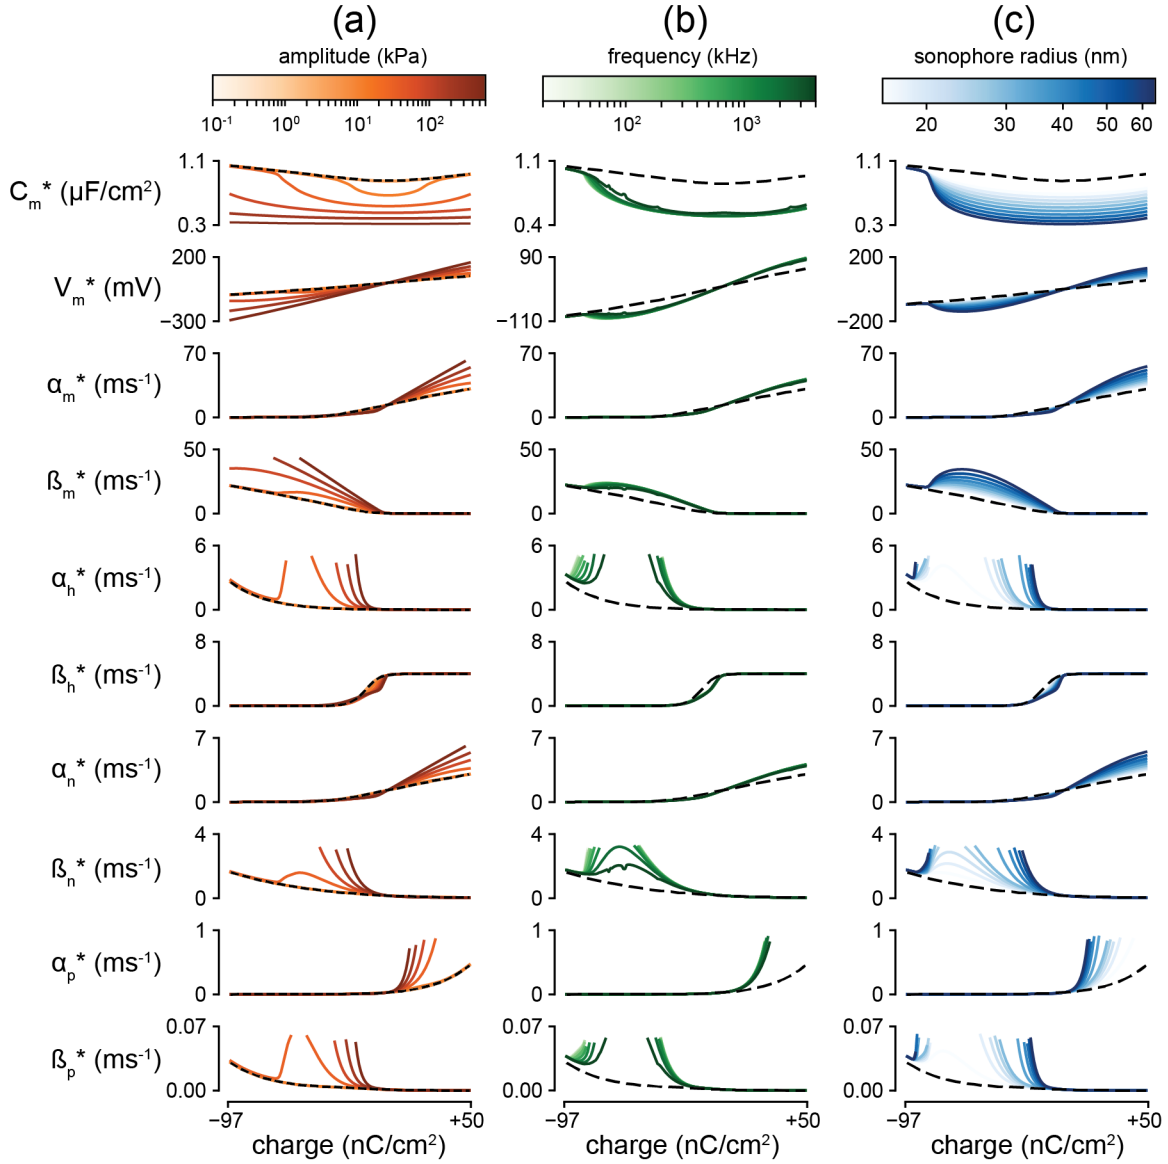 (a) (b) (c)
amplitude (kPa) frequency (kHz) sonophore radius (nm)
10⁻¹ 10⁰ 10¹ 10² 10² 10³ 20 30 40 50 60
Cₘ* (µF/cm²) 1.1 0.3 1.1 0.4 1.1 0.3
Vₘ* (mV) 200 −300 90 −110 200 −200
αₘ* (ms⁻¹) 70 0 70 0 70 0
ßₘ* (ms⁻¹) 50 0 50 0 50 0
αₕ* (ms⁻¹) 6 0 6 0 6 0
ßₕ* (ms⁻¹) 8 0 8 0 8 0
αₙ* (ms⁻¹) 7 0 7 0 7 0
ßₙ* (ms⁻¹) 4 0 4 0 4 0
αₚ* (ms⁻¹) 1 0 1 0 1 0
ßₚ* (ms⁻¹) 0.07 0.00 0.07 0.00 0.07 0.00
−97 +50 −97 +50 −97 +50
charge (nC/cm²) charge (nC/cm²) charge (nC/cm²)